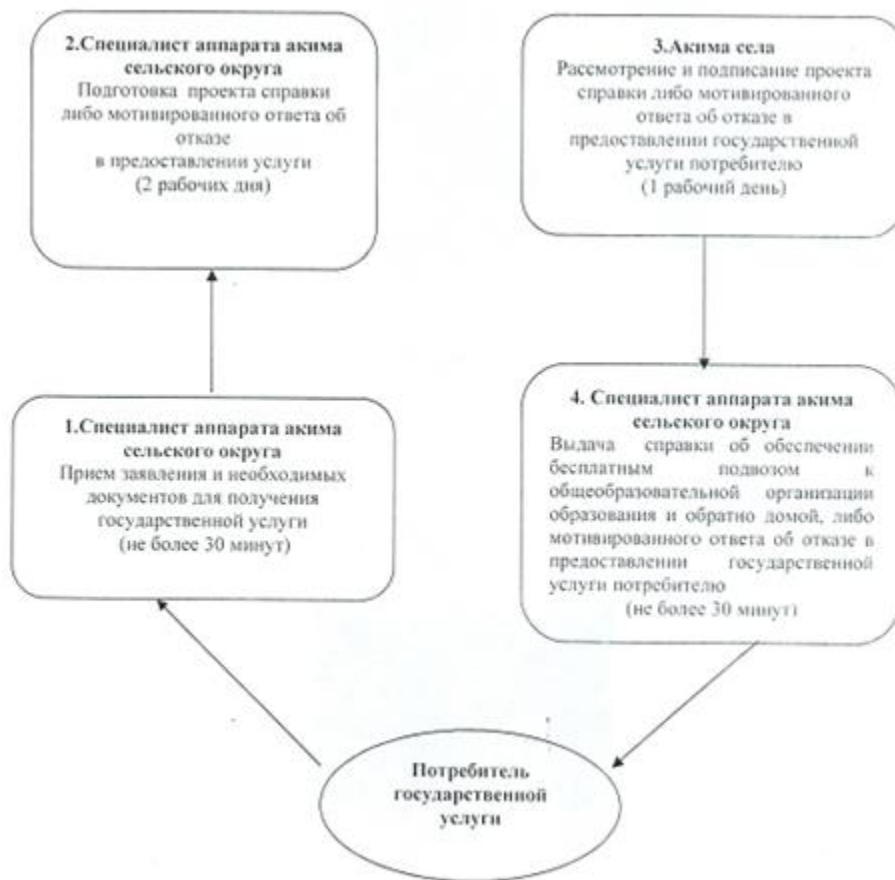 2.Специалист аппарата акима
сельского округа
Подготовка проекта справки
либо мотивированного ответа об
отказе
в предоставлении услуги
(2 рабочих дня)
3.Акима села
Рассмотрение и подписание проекта
справки либо мотивированного
ответа об отказе в
предоставлении государственной
услуги потребителю
(1 рабочий день)
1.Специалист аппарата акима
сельского округа
Прием заявления и необходимых
документов для получения
государственной услуги
(не более 30 минут)
4. Специалист аппарата акима
сельского округа
Выдача справки об обеспечении
бесплатным подвозом к
общеобразовательной организации
образования и обратно домой, либо
мотивированного ответа об отказе в
предоставлении государственной
услуги потребителю
(не более 30 минут)
Потребитель
государственной
услуги